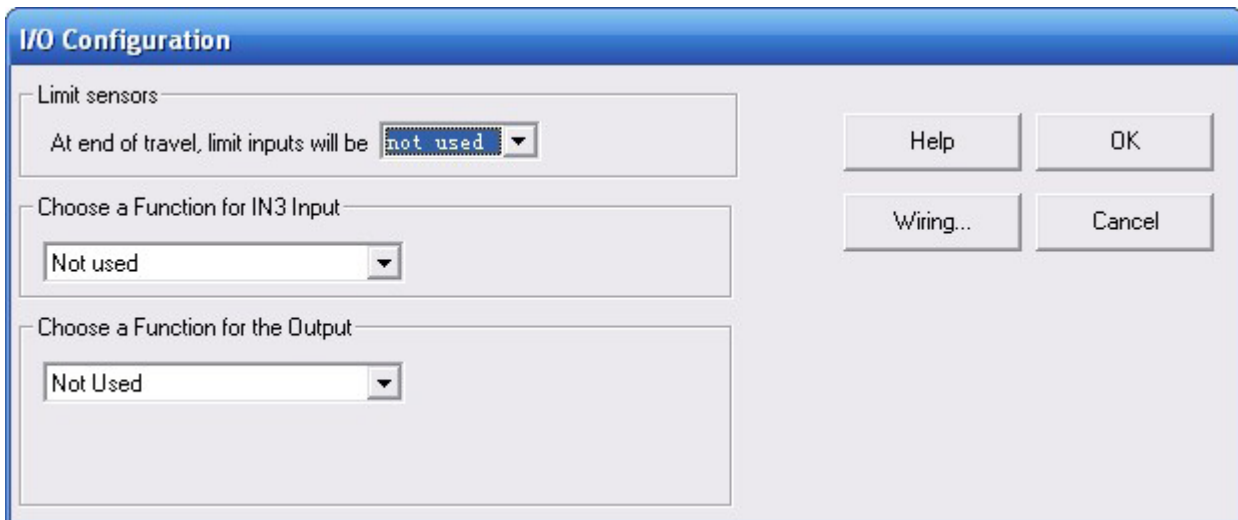 I/O Configuration
Limit sensors
At end of travel, limit inputs will be not used
Choose a Function for IN3 Input
Not used
Choose a Function for the Output
Not Used
Help
OK
Wiring...
Cancel